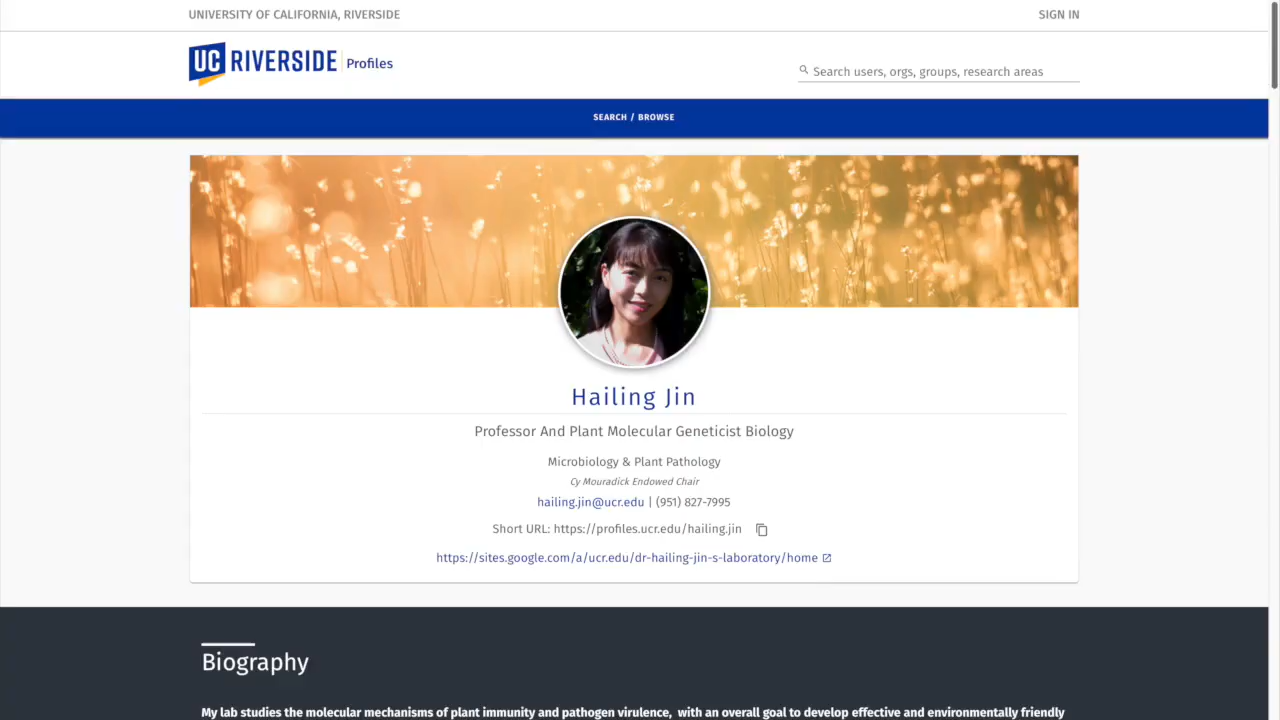 UNIVERSITY OF CALIFORNIA, RIVERSIDE
SIGN IN
UC RIVERSIDE Profiles
Search users, orgs, groups, research areas
SEARCH / BROWSE
Hailing Jin
Professor And Plant Molecular Geneticist Biology
Microbiology & Plant Pathology
Cy Mouradick Endowed Chair
hailing.jin@ucr.edu | (951) 827-7995
Short URL: https://profiles.ucr.edu/hailing.jin
https://sites.google.com/a/ucr.edu/dr-hailing-jin-s-laboratory/home
Biography
My lab studies the molecular mechanisms of plant immunity and pathogen virulence, with an overall goal to develop effective and environmentally friendly